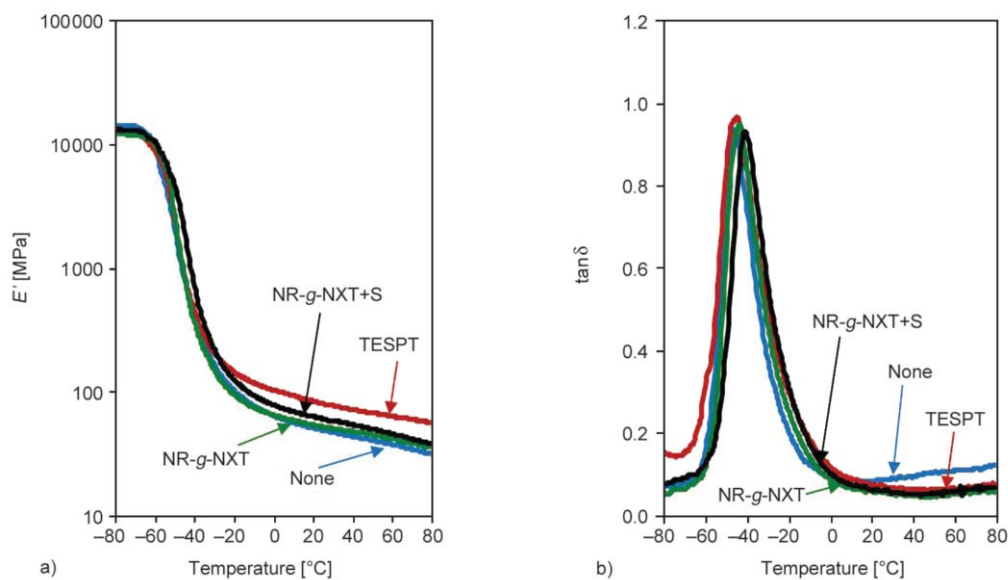 100000
10000
1000
100
10
E' [MPa]
NR-g-NXT+S
TESPT
NR-g-NXT
None
–80 –60 –40 –20 0 20 40 60 80
a) Temperature [°C]
1.2
1.0
0.8
0.6
0.4
0.2
0.0
tanδ
NR-g-NXT+S
None
TESPT
NR-g-NXT
–80 –60 –40 –20 0 20 40 60 80
b) Temperature [°C]